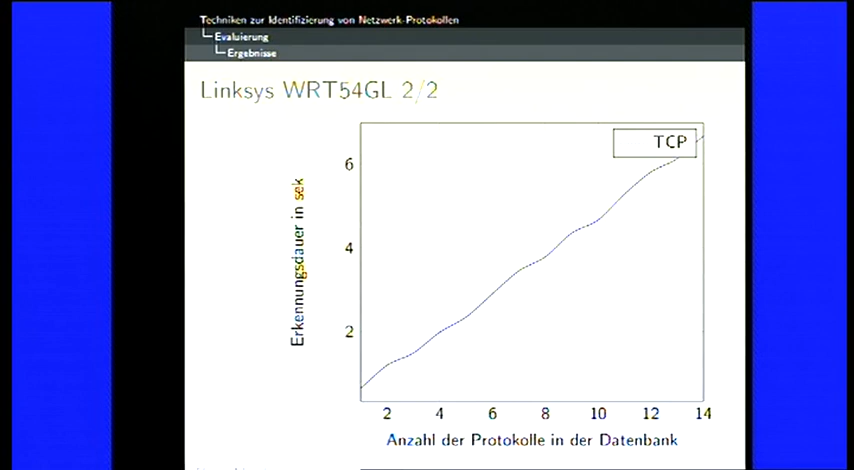 Techniken zur Identifizierung von Netzwerk-Protokollen
Evaluierung
Ergebnisse
Linksys WRT54GL 2/2
TCP
6
4
2
Erkennungsdauer in sek
2 4 6 8 10 12 14
Anzahl der Protokolle in der Datenbank